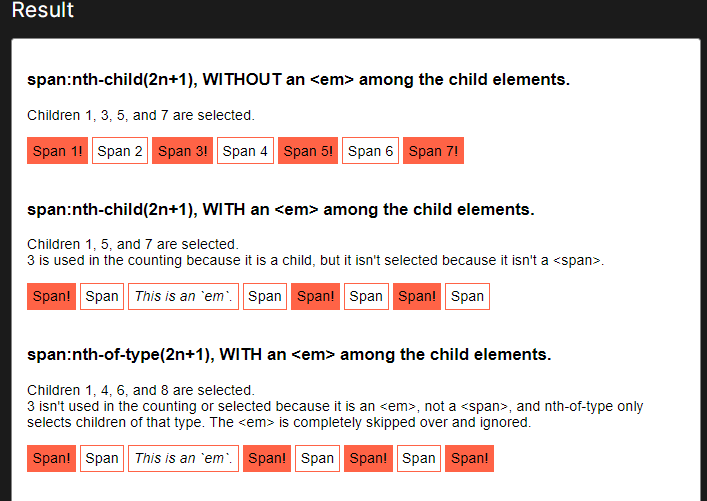 Result
span:nth-child(2n+1), WITHOUT an <em> among the child elements.
Children 1, 3, 5, and 7 are selected.
Span 1! Span 2 Span 3! Span 4 Span 5! Span 6 Span 7!
span:nth-child(2n+1), WITH an <em> among the child elements.
Children 1, 5, and 7 are selected.
3 is used in the counting because it is a child, but it isn't selected because it isn't a <span>.
Span! Span This is an `em`. Span Span! Span Span! Span
span:nth-of-type(2n+1), WITH an <em> among the child elements.
Children 1, 4, 6, and 8 are selected.
3 isn't used in the counting or selected because it is an <em>, not a <span>, and nth-of-type only
selects children of that type. The <em> is completely skipped over and ignored.
Span! Span This is an `em`. Span! Span Span! Span Span!